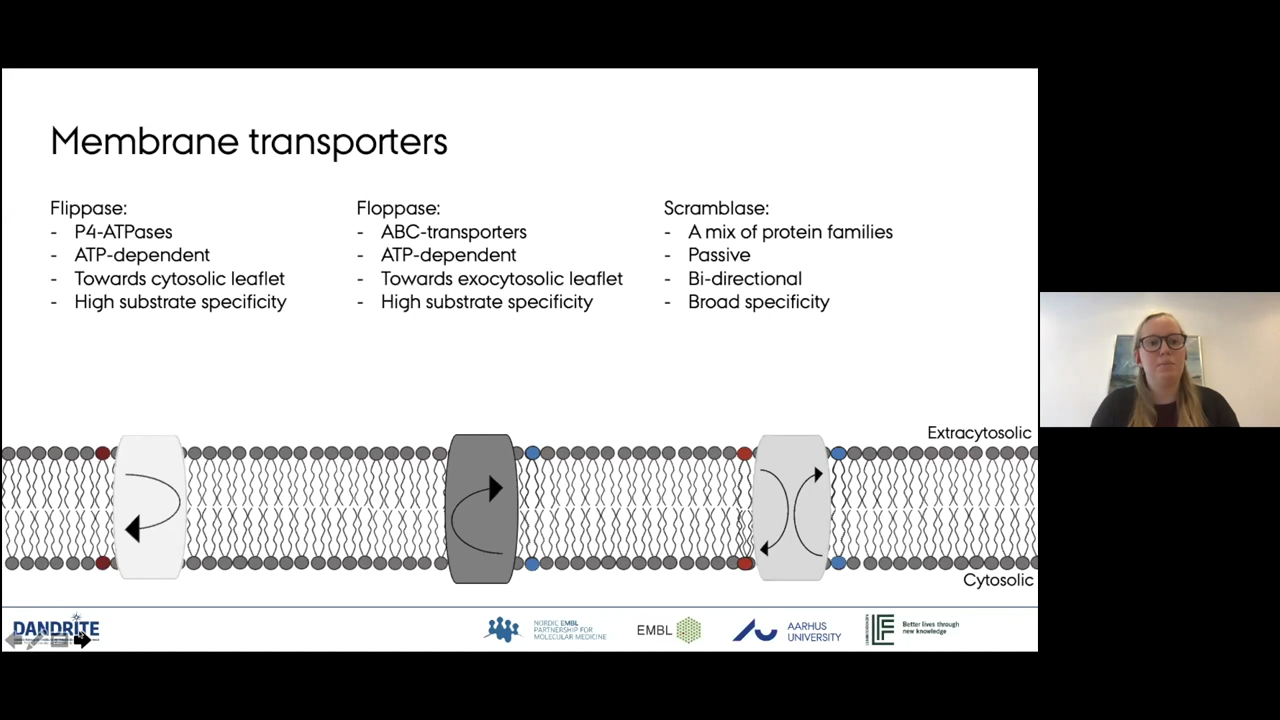 Membrane transporters
Flippase:
- P4-ATPases
- ATP-dependent
- Towards cytosolic leaflet
- High substrate specificity
Floppase:
- ABC-transporters
- ATP-dependent
- Towards exocytosolic leaflet
- High substrate specificity
Scramblase:
- A mix of protein families
- Passive
- Bi-directional
- Broad specificity
Extracytosolic
Cytosolic
DANDRITE
NORDIC EMBL
PARTNERSHIP FOR
MOLECULAR MEDICINE
EMBL
AARHUS
UNIVERSITY
Better lives through
new knowledge